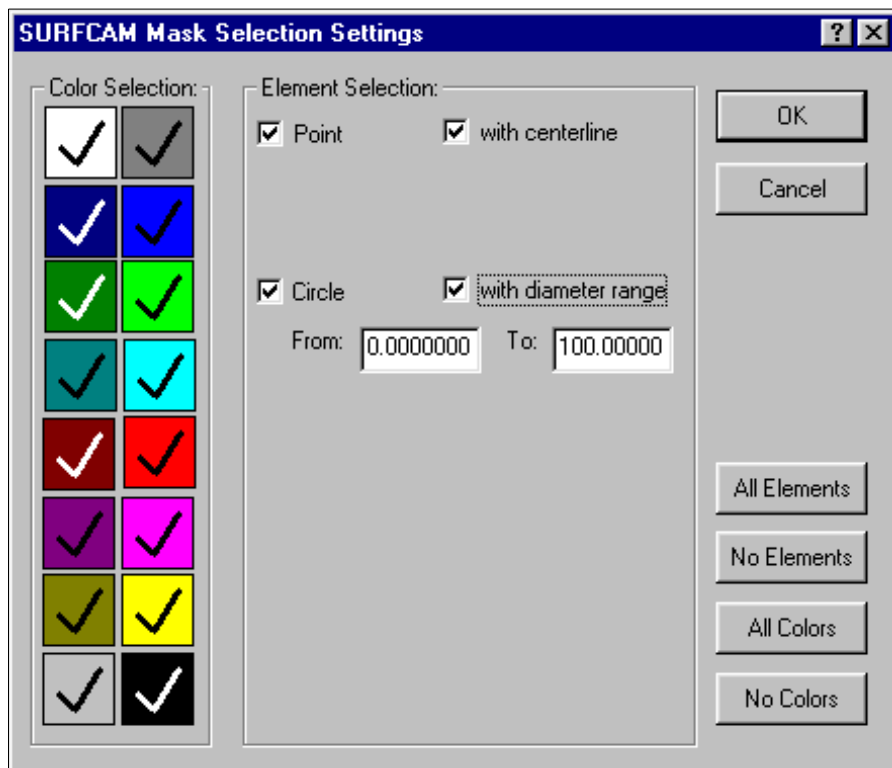 SURFCAM Mask Selection Settings
Color Selection:
Element Selection:
Point
with centerline
Circle
with diameter range
From: 0.0000000 To: 100.00000
OK
Cancel
All Elements
No Elements
All Colors
No Colors